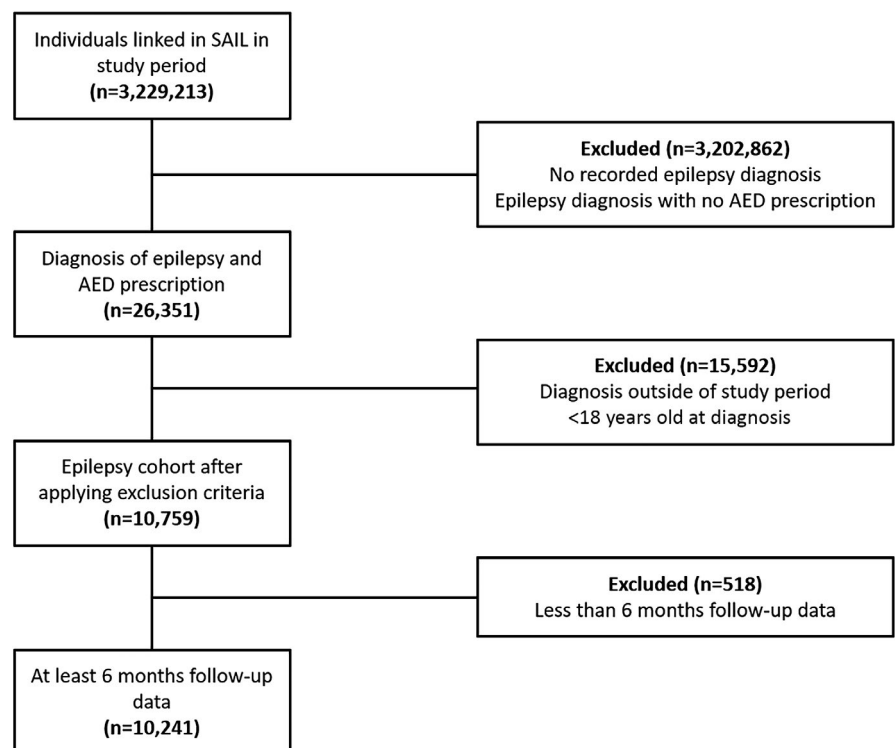 Individuals linked in SAIL in
study period
(n=3,229,213)
Excluded (n=3,202,862)
No recorded epilepsy diagnosis
Epilepsy diagnosis with no AED prescription
Diagnosis of epilepsy and
AED prescription
(n=26,351)
Excluded (n=15,592)
Diagnosis outside of study period
<18 years old at diagnosis
Epilepsy cohort after
applying exclusion criteria
(n=10,759)
Excluded (n=518)
Less than 6 months follow-up data
At least 6 months follow-up
data
(n=10,241)